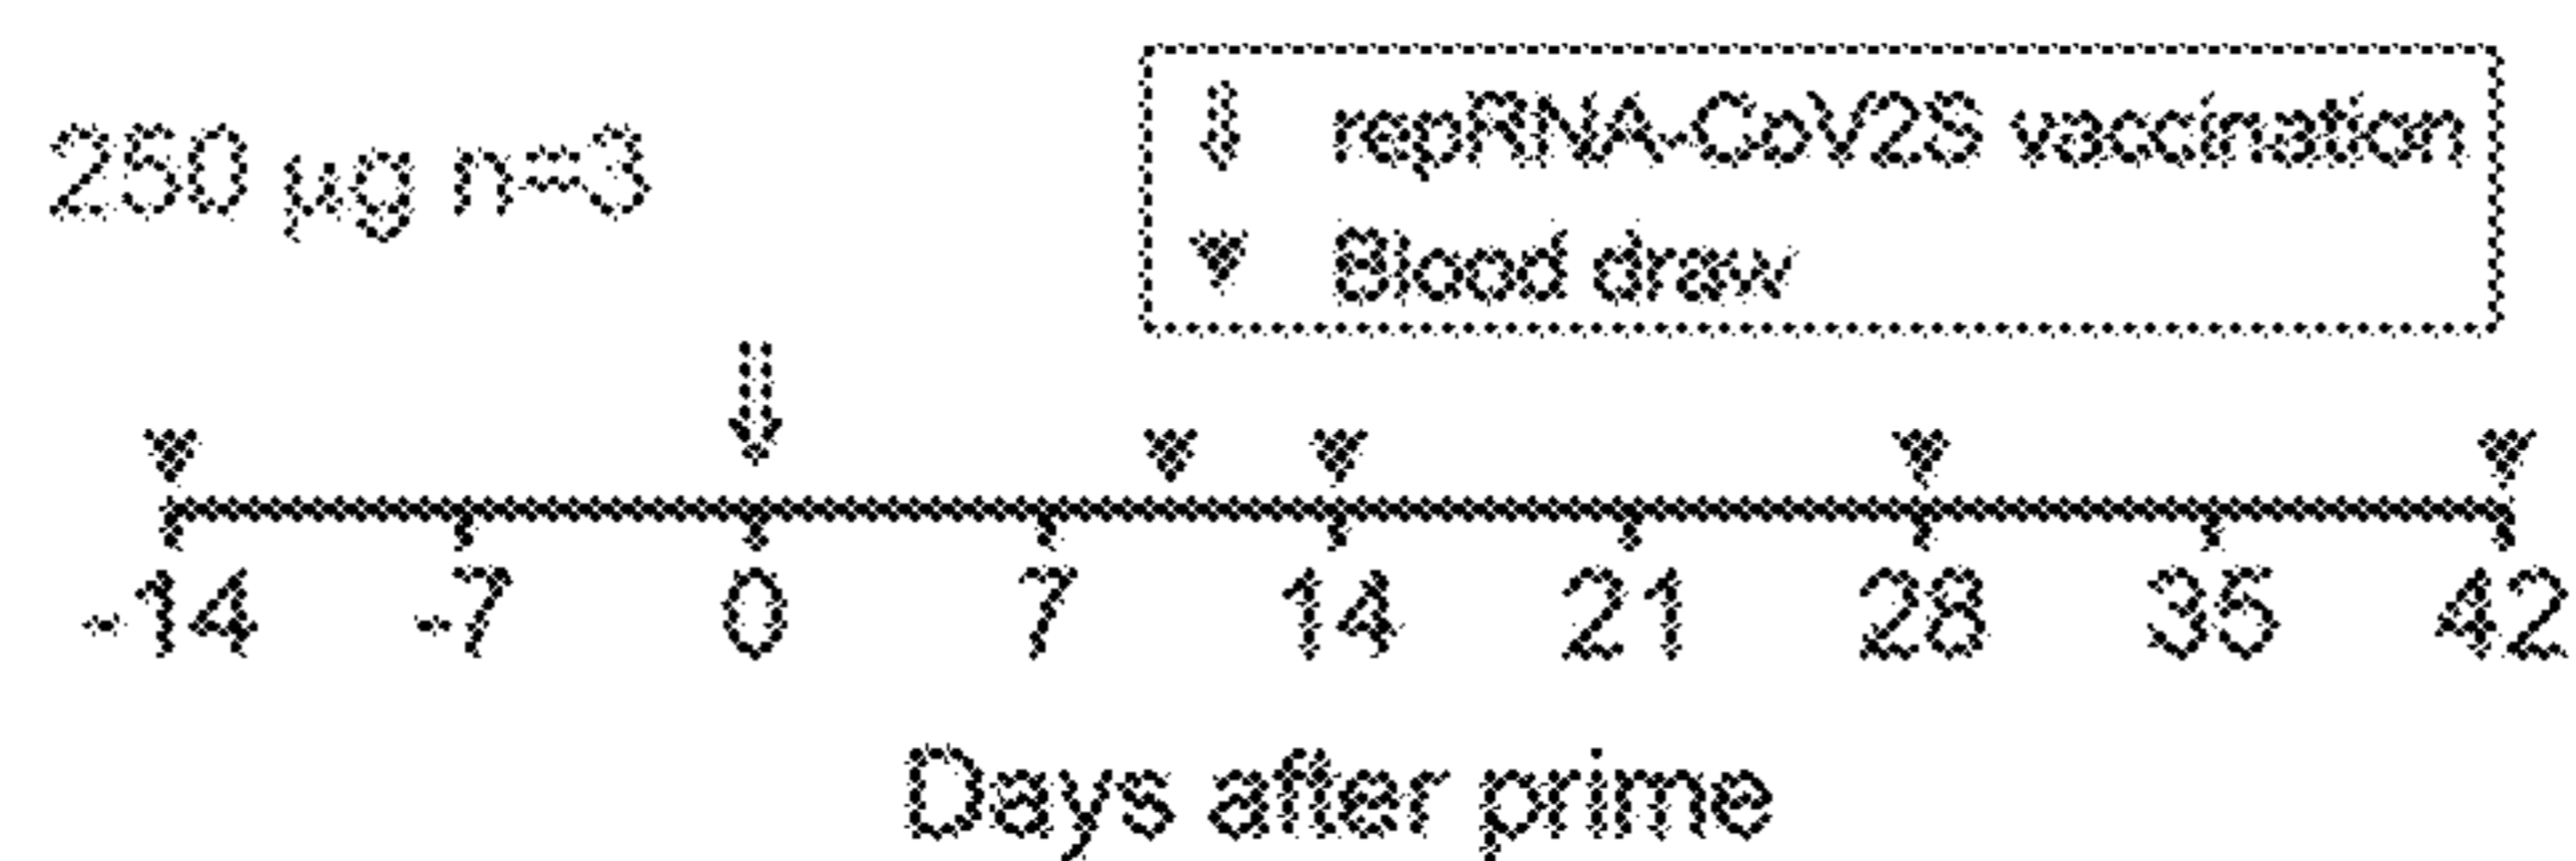 250 µg n=3
repRNA-CoV2S vaccination
Blood draw
-14 -7 0 7 14 21 28 35 42
Days after prime